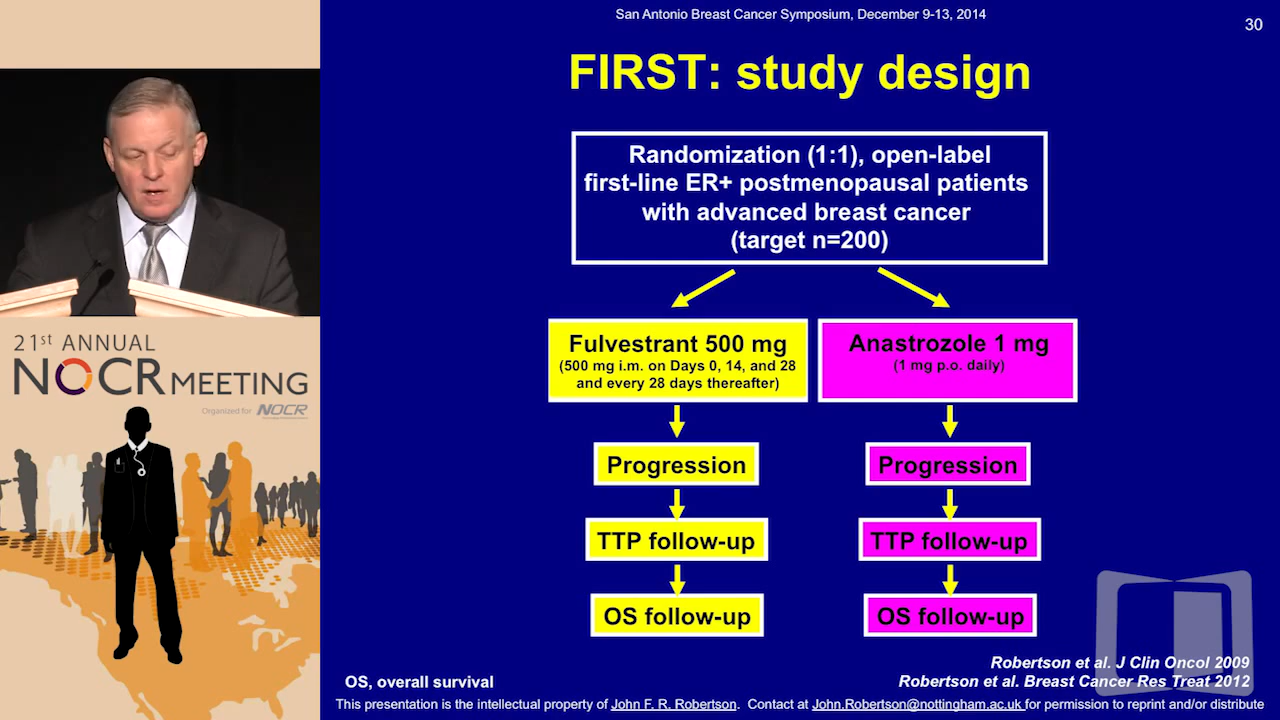 San Antonio Breast Cancer Symposium, December 9-13, 2014
30
FIRST: study design
Randomization (1:1), open-label
first-line ER+ postmenopausal patients
with advanced breast cancer
(target n=200)
Fulvestrant 500 mg
(500 mg i.m. on Days 0, 14, and 28
and every 28 days thereafter)
Anastrozole 1 mg
(1 mg p.o. daily)
Progression
Progression
TTP follow-up
TTP follow-up
OS follow-up
OS follow-up
Robertson et al. J Clin Oncol 2009
OS, overall survival
Robertson et al. Breast Cancer Res Treat 2012
This presentation is the intellectual property of John F. R. Robertson. Contact at John.Robertson@nottingham.ac.uk for permission to reprint and/or distribute
21st ANNUAL
NOCR MEETING
Organized for NOCR